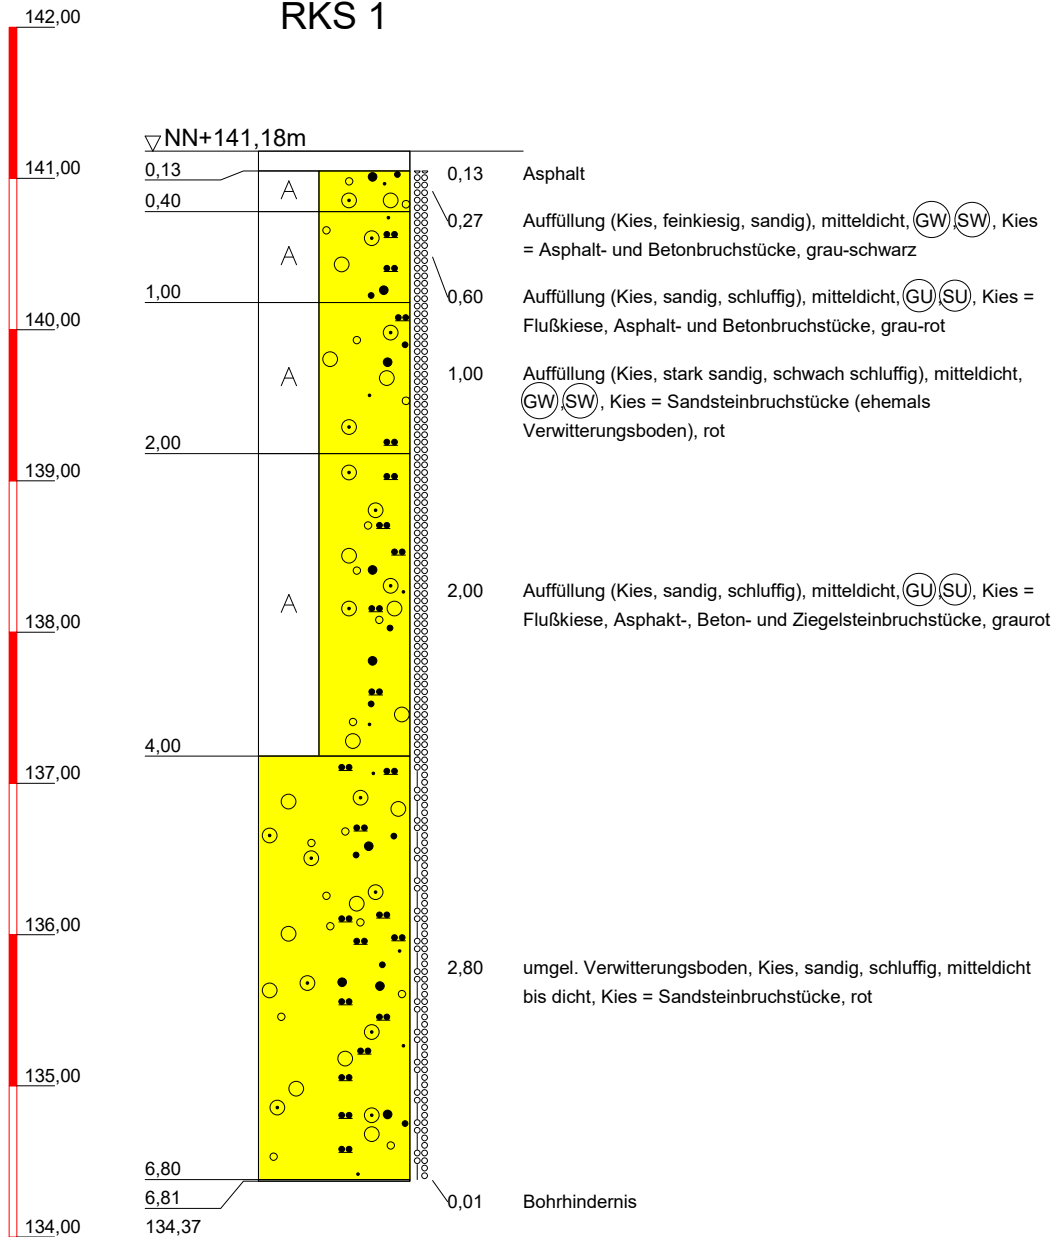 RKS 1
142,00
NN+141,18m
141,00
0,13
0,13 Asphalt
A
0,40
0,27 Auffüllung (Kies, feinkiesig, sandig), mitteldicht, GW, SW, Kies
= Asphalt- und Betonbruchstücke, grau-schwarz
A
1,00
0,60 Auffüllung (Kies, sandig, schluffig), mitteldicht, GU, SU, Kies =
Flußkiese, Asphalt- und Betonbruchstücke, grau-rot
140,00
A
1,00 Auffüllung (Kies, stark sandig, schwach schluffig), mitteldicht,
GW, SW, Kies = Sandsteinbruchstücke (ehemals
Verwitterungsboden), rot
2,00
139,00
A
2,00 Auffüllung (Kies, sandig, schluffig), mitteldicht, GU, SU, Kies =
Flußkiese, Asphakt-, Beton- und Ziegelsteinbruchstücke, graurot
138,00
4,00
137,00
136,00
2,80 umgel. Verwitterungsboden, Kies, sandig, schluffig, mitteldicht
bis dicht, Kies = Sandsteinbruchstücke, rot
135,00
6,80
6,81
0,01 Bohrhindernis
134,00
134,37